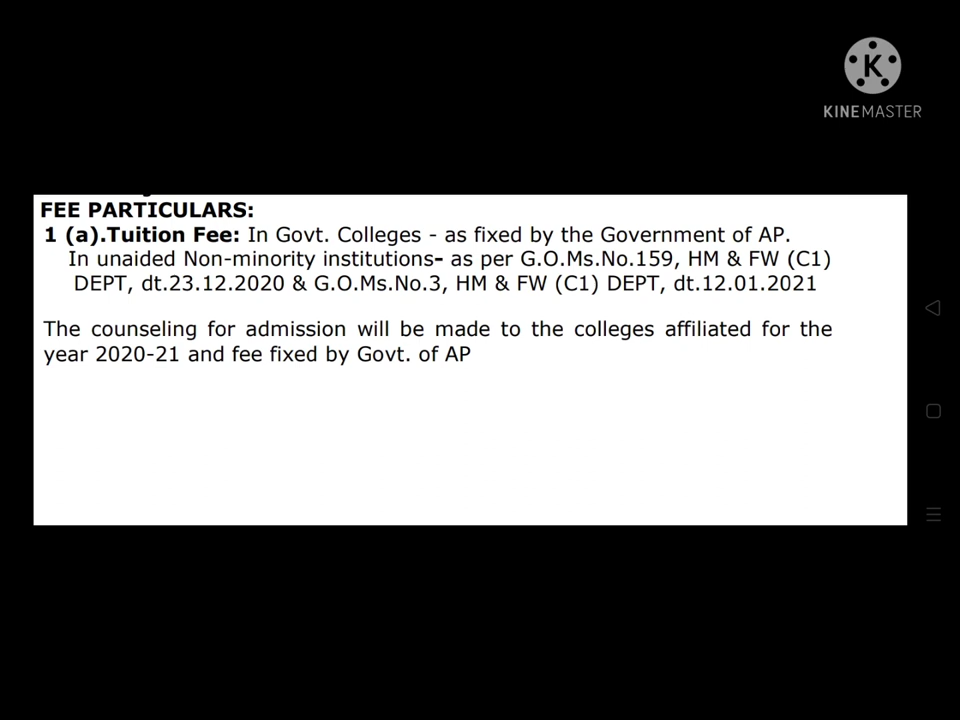 K
KINEMASTER
FEE PARTICULARS:
1 (a).Tuition Fee: In Govt. Colleges - as fixed by the Government of AP.
In unaided Non-minority institutions- as per G.O.Ms.No.159, HM & FW (C1)
DEPT, dt.23.12.2020 & G.O.Ms.No.3, HM & FW (C1) DEPT, dt.12.01.2021
The counseling for admission will be made to the colleges affiliated for the
year 2020-21 and fee fixed by Govt. of AP